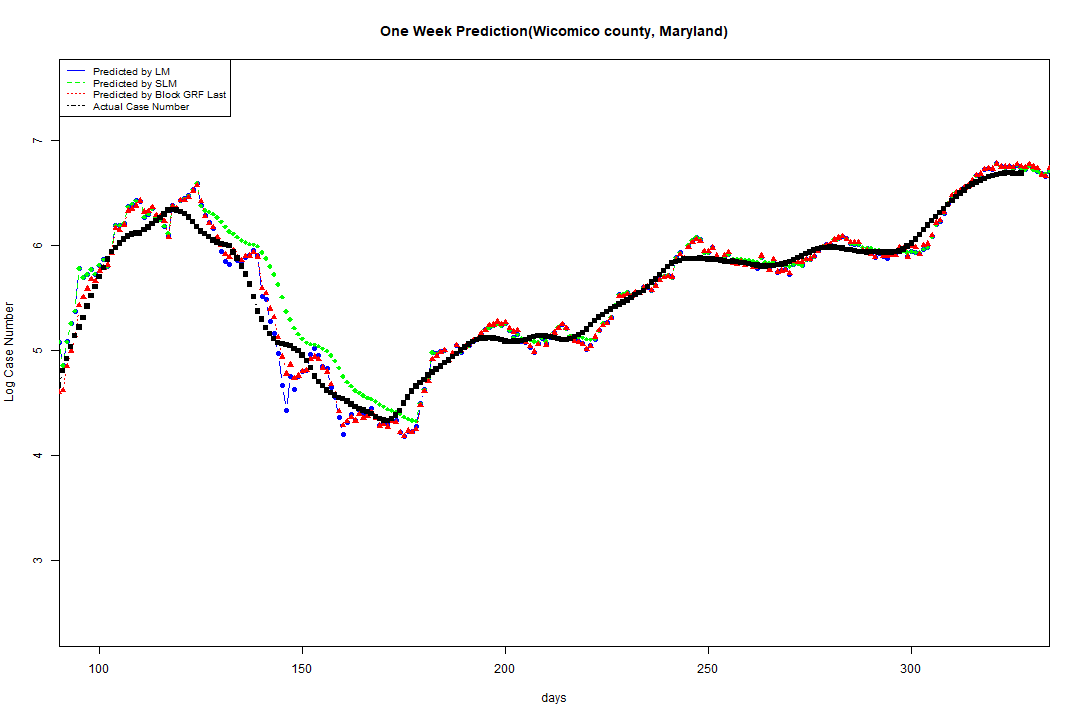 One Week Prediction(Wicomico county, Maryland)
Predicted by LM
Predicted by SLM
Predicted by Block GRF Last
Actual Case Number
Log Case Number
7
6
5
4
3
100 150 200 250 300
days